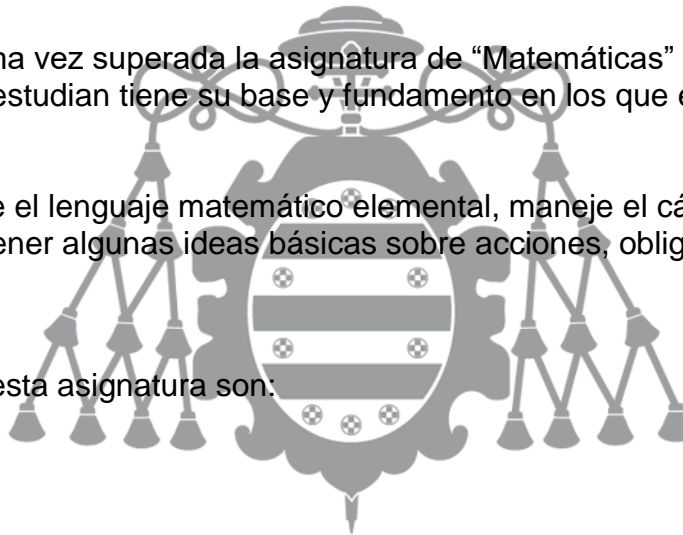 na vez superada la asignatura de “Matemáticas”
estudian tiene su base y fundamento en los que e
e el lenguaje matemático elemental, maneje el cá
ener algunas ideas básicas sobre acciones, oblig
esta asignatura son: